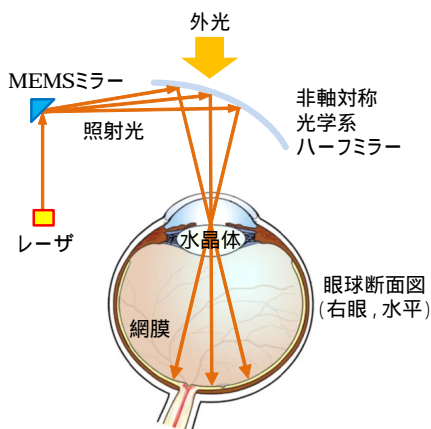 外光
MEMSミラー
非軸対称
光学系
ハーフミラー
照射光
レーザ
水晶体
眼球断面図
(右眼，水平)
網膜